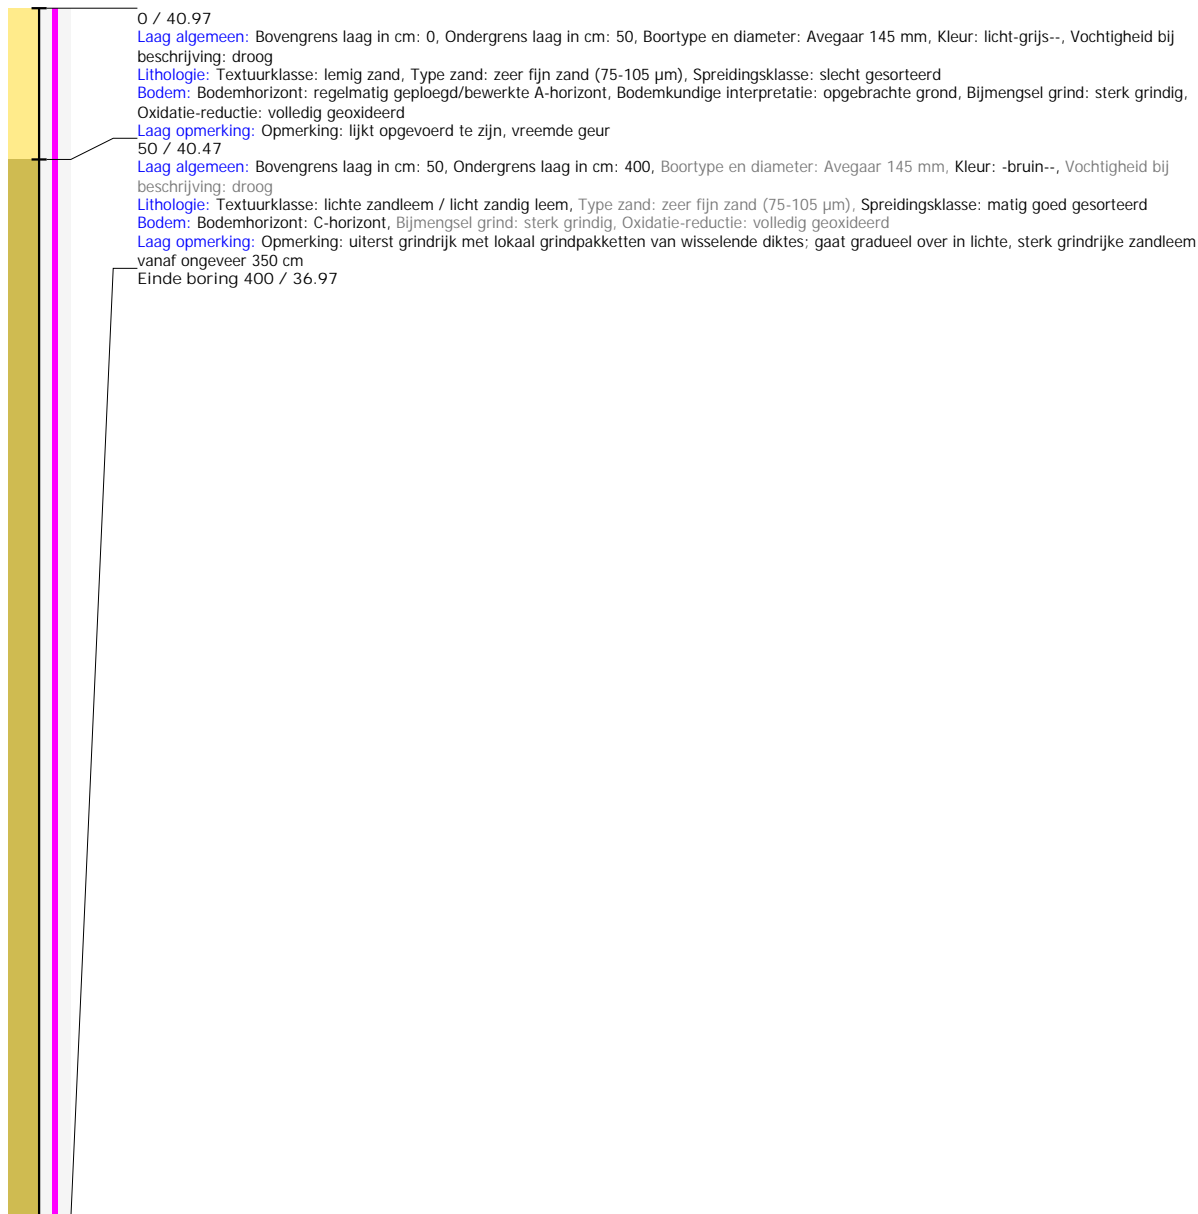 0 / 40.97
Laag algemeen: Bovengrens laag in cm: 0, Ondergrens laag in cm: 50, Boortype en diameter: Avegaar 145 mm, Kleur: licht-grijs--, Vochtigheid bij
beschrijving: droog
Lithologie: Textuurklasse: lemig zand, Type zand: zeer fijn zand (75-105 µm), Spreidingsklasse: slecht gesorteerd
Bodem: Bodemhorizont: regelmatig geploegd/bewerkte A-horizont, Bodemkundige interpretatie: opgebrachte grond, Bijmengsel grind: sterk grindig,
Oxidatie-reductie: volledig geoxideerd
Laag opmerking: Opmerking: lijkt opgevoerd te zijn, vreemde geur
50 / 40.47
Laag algemeen: Bovengrens laag in cm: 50, Ondergrens laag in cm: 400, Boortype en diameter: Avegaar 145 mm, Kleur: -bruin--, Vochtigheid bij
beschrijving: droog
Lithologie: Textuurklasse: lichte zandleem / licht zandig leem, Type zand: zeer fijn zand (75-105 µm), Spreidingsklasse: matig goed gesorteerd
Bodem: Bodemhorizont: C-horizont, Bijmengsel grind: sterk grindig, Oxidatie-reductie: volledig geoxideerd
Laag opmerking: Opmerking: uiterst grindrijk met lokaal grindpakketten van wisselende diktes; gaat gradueel over in lichte, sterk grindrijke zandleem
vanaf ongeveer 350 cm
Einde boring 400 / 36.97